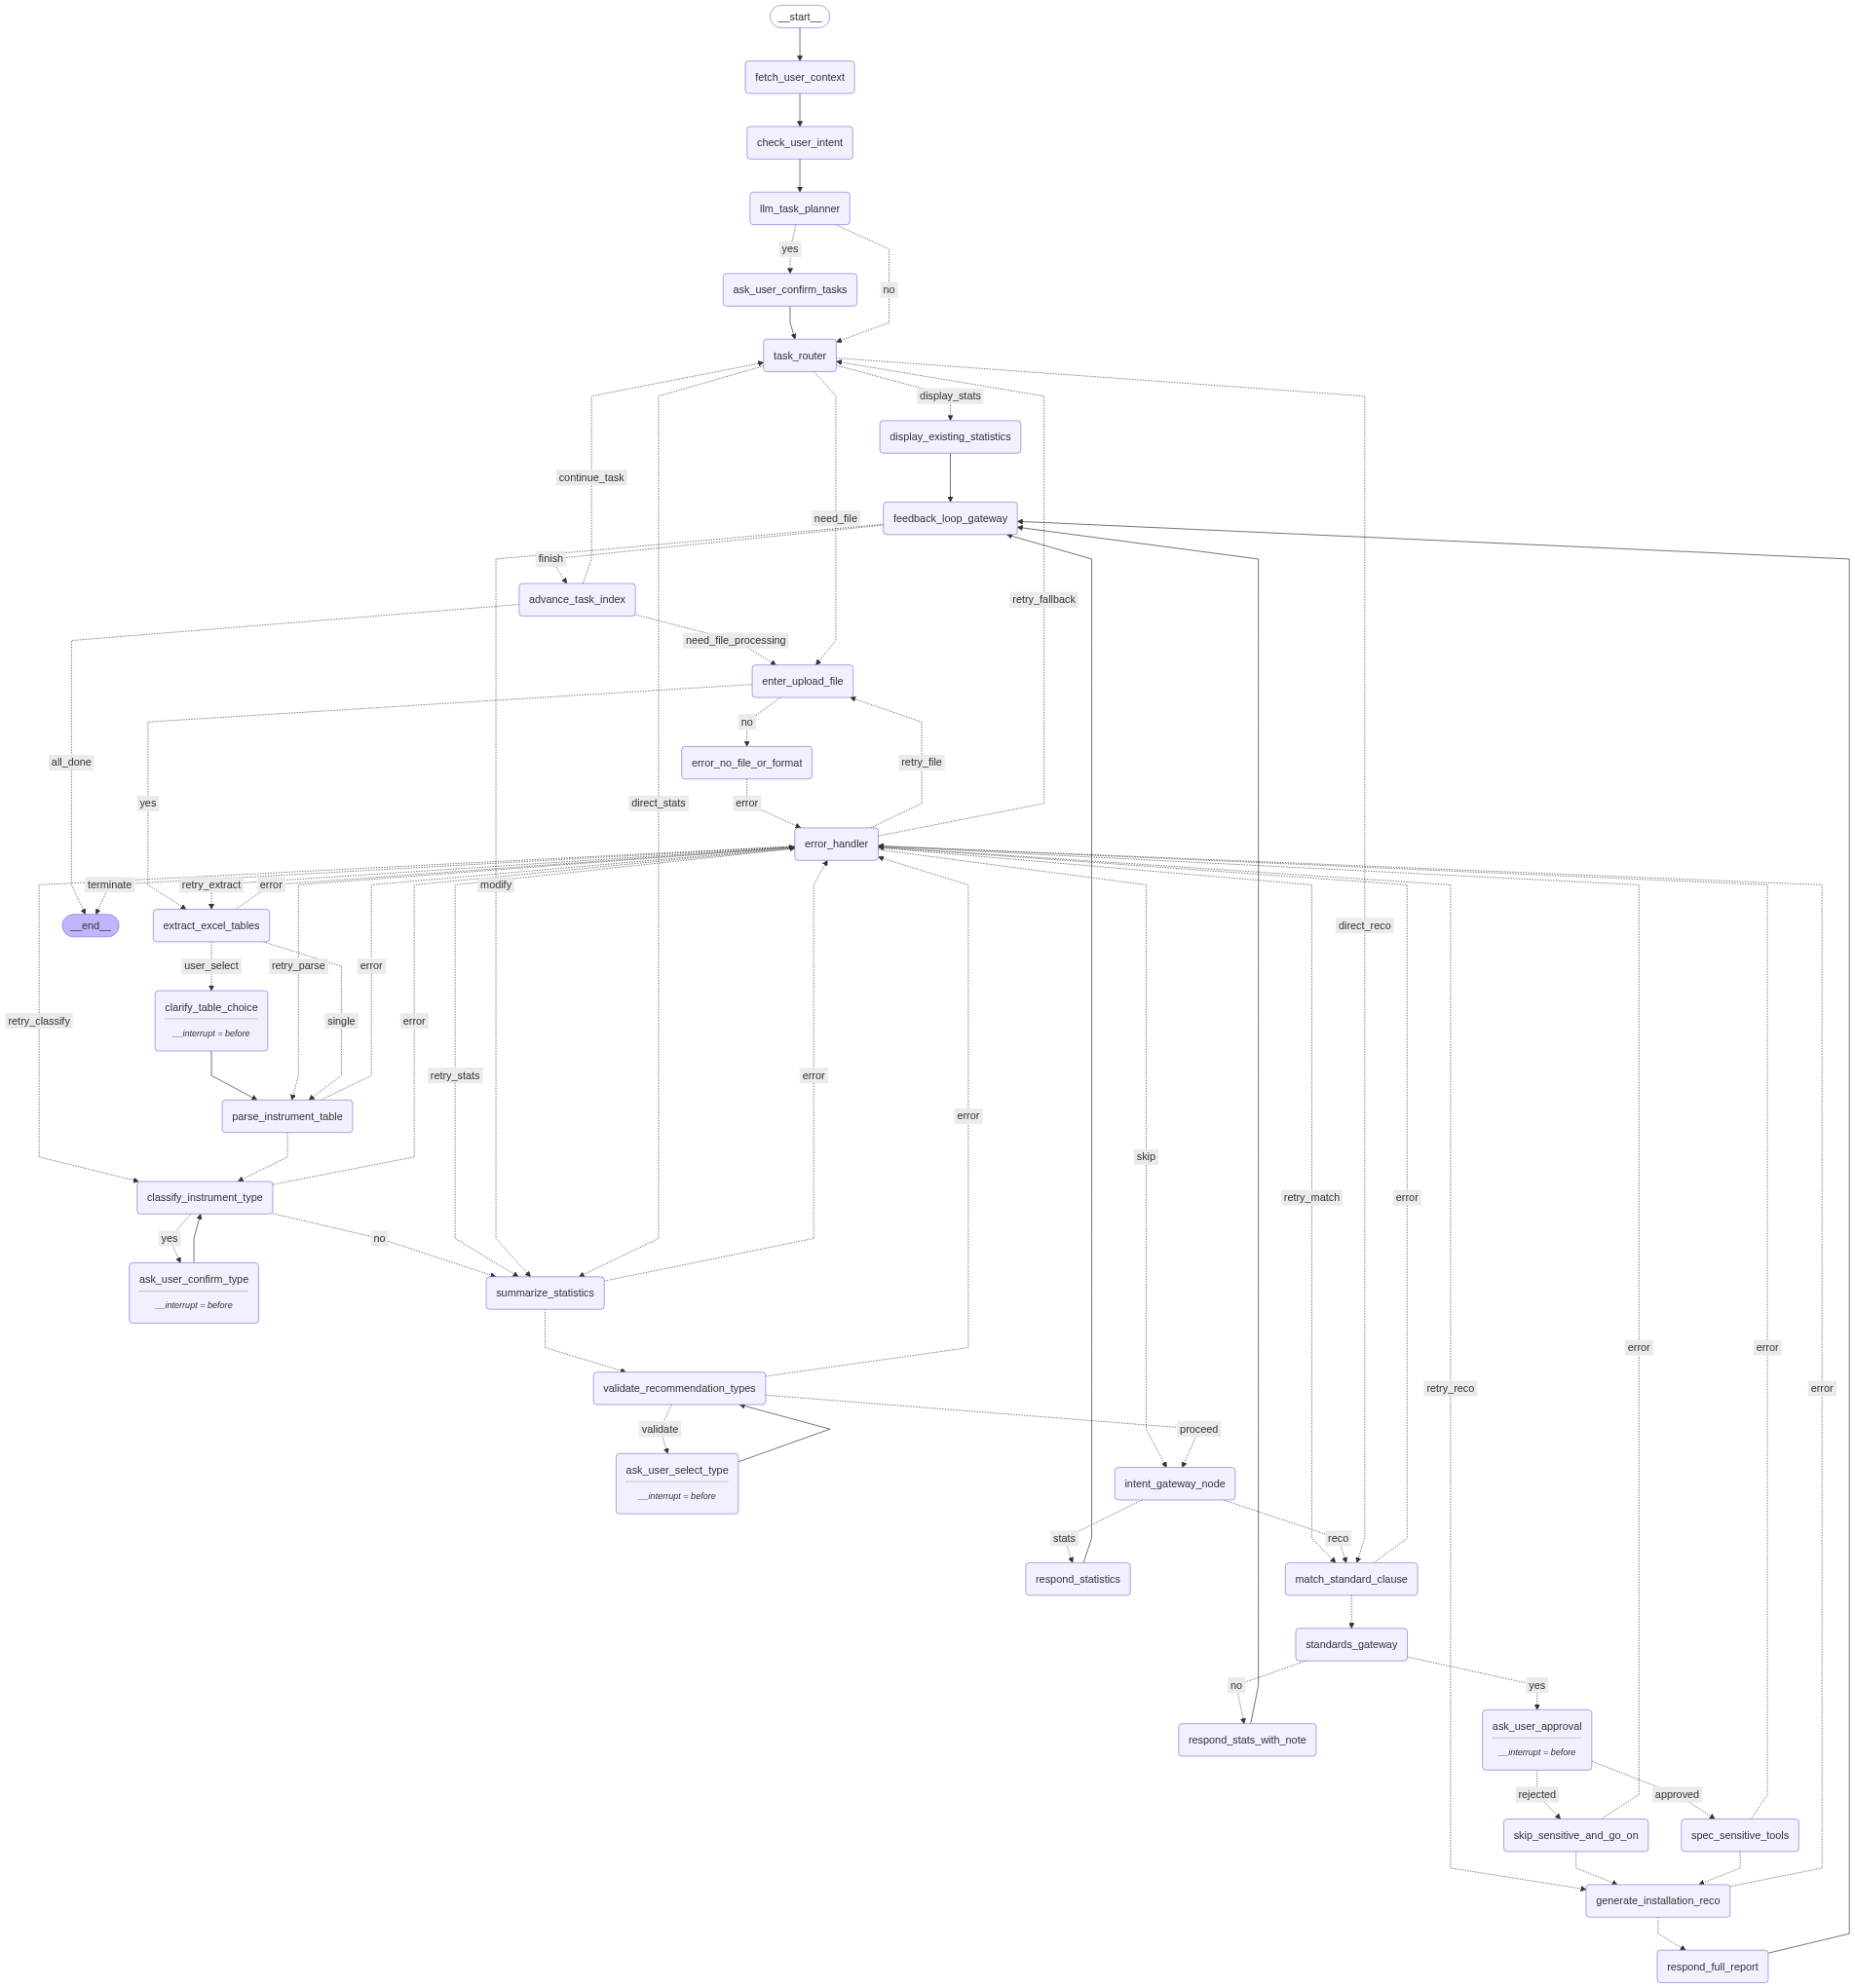 __start__
fetch_user_context
check_user_intent
llm_task_planner
yes
ask_user_confirm_tasks
no
task_router
display_stats
display_existing_statistics
continue_task
need_file
feedback_loop_gateway
finish
advance_task_index
retry_fallback
need_file_processing
enter_upload_file
no
error_no_file_or_format
all_done
retry_file
yes
error
direct_stats
error_handler
terminate
retry_extract
error
modify
__end__
extract_excel_tables
direct_reco
user_select
retry_parse
error
clarify_table_choice
__interrupt = before
retry_classify
single
error
retry_stats
error
parse_instrument_table
error
skip
classify_instrument_type
retry_match
error
yes
no
ask_user_confirm_type
__interrupt = before
summarize_statistics
error
error
validate_recommendation_types
retry_reco
error
validate
proceed
ask_user_select_type
__interrupt = before
intent_gateway_node
stats
reco
respond_statistics
match_standard_clause
standards_gateway
no
yes
respond_stats_with_note
ask_user_approval
__interrupt = before
rejected
approved
skip_sensitive_and_go_on
spec_sensitive_tools
generate_installation_reco
respond_full_report